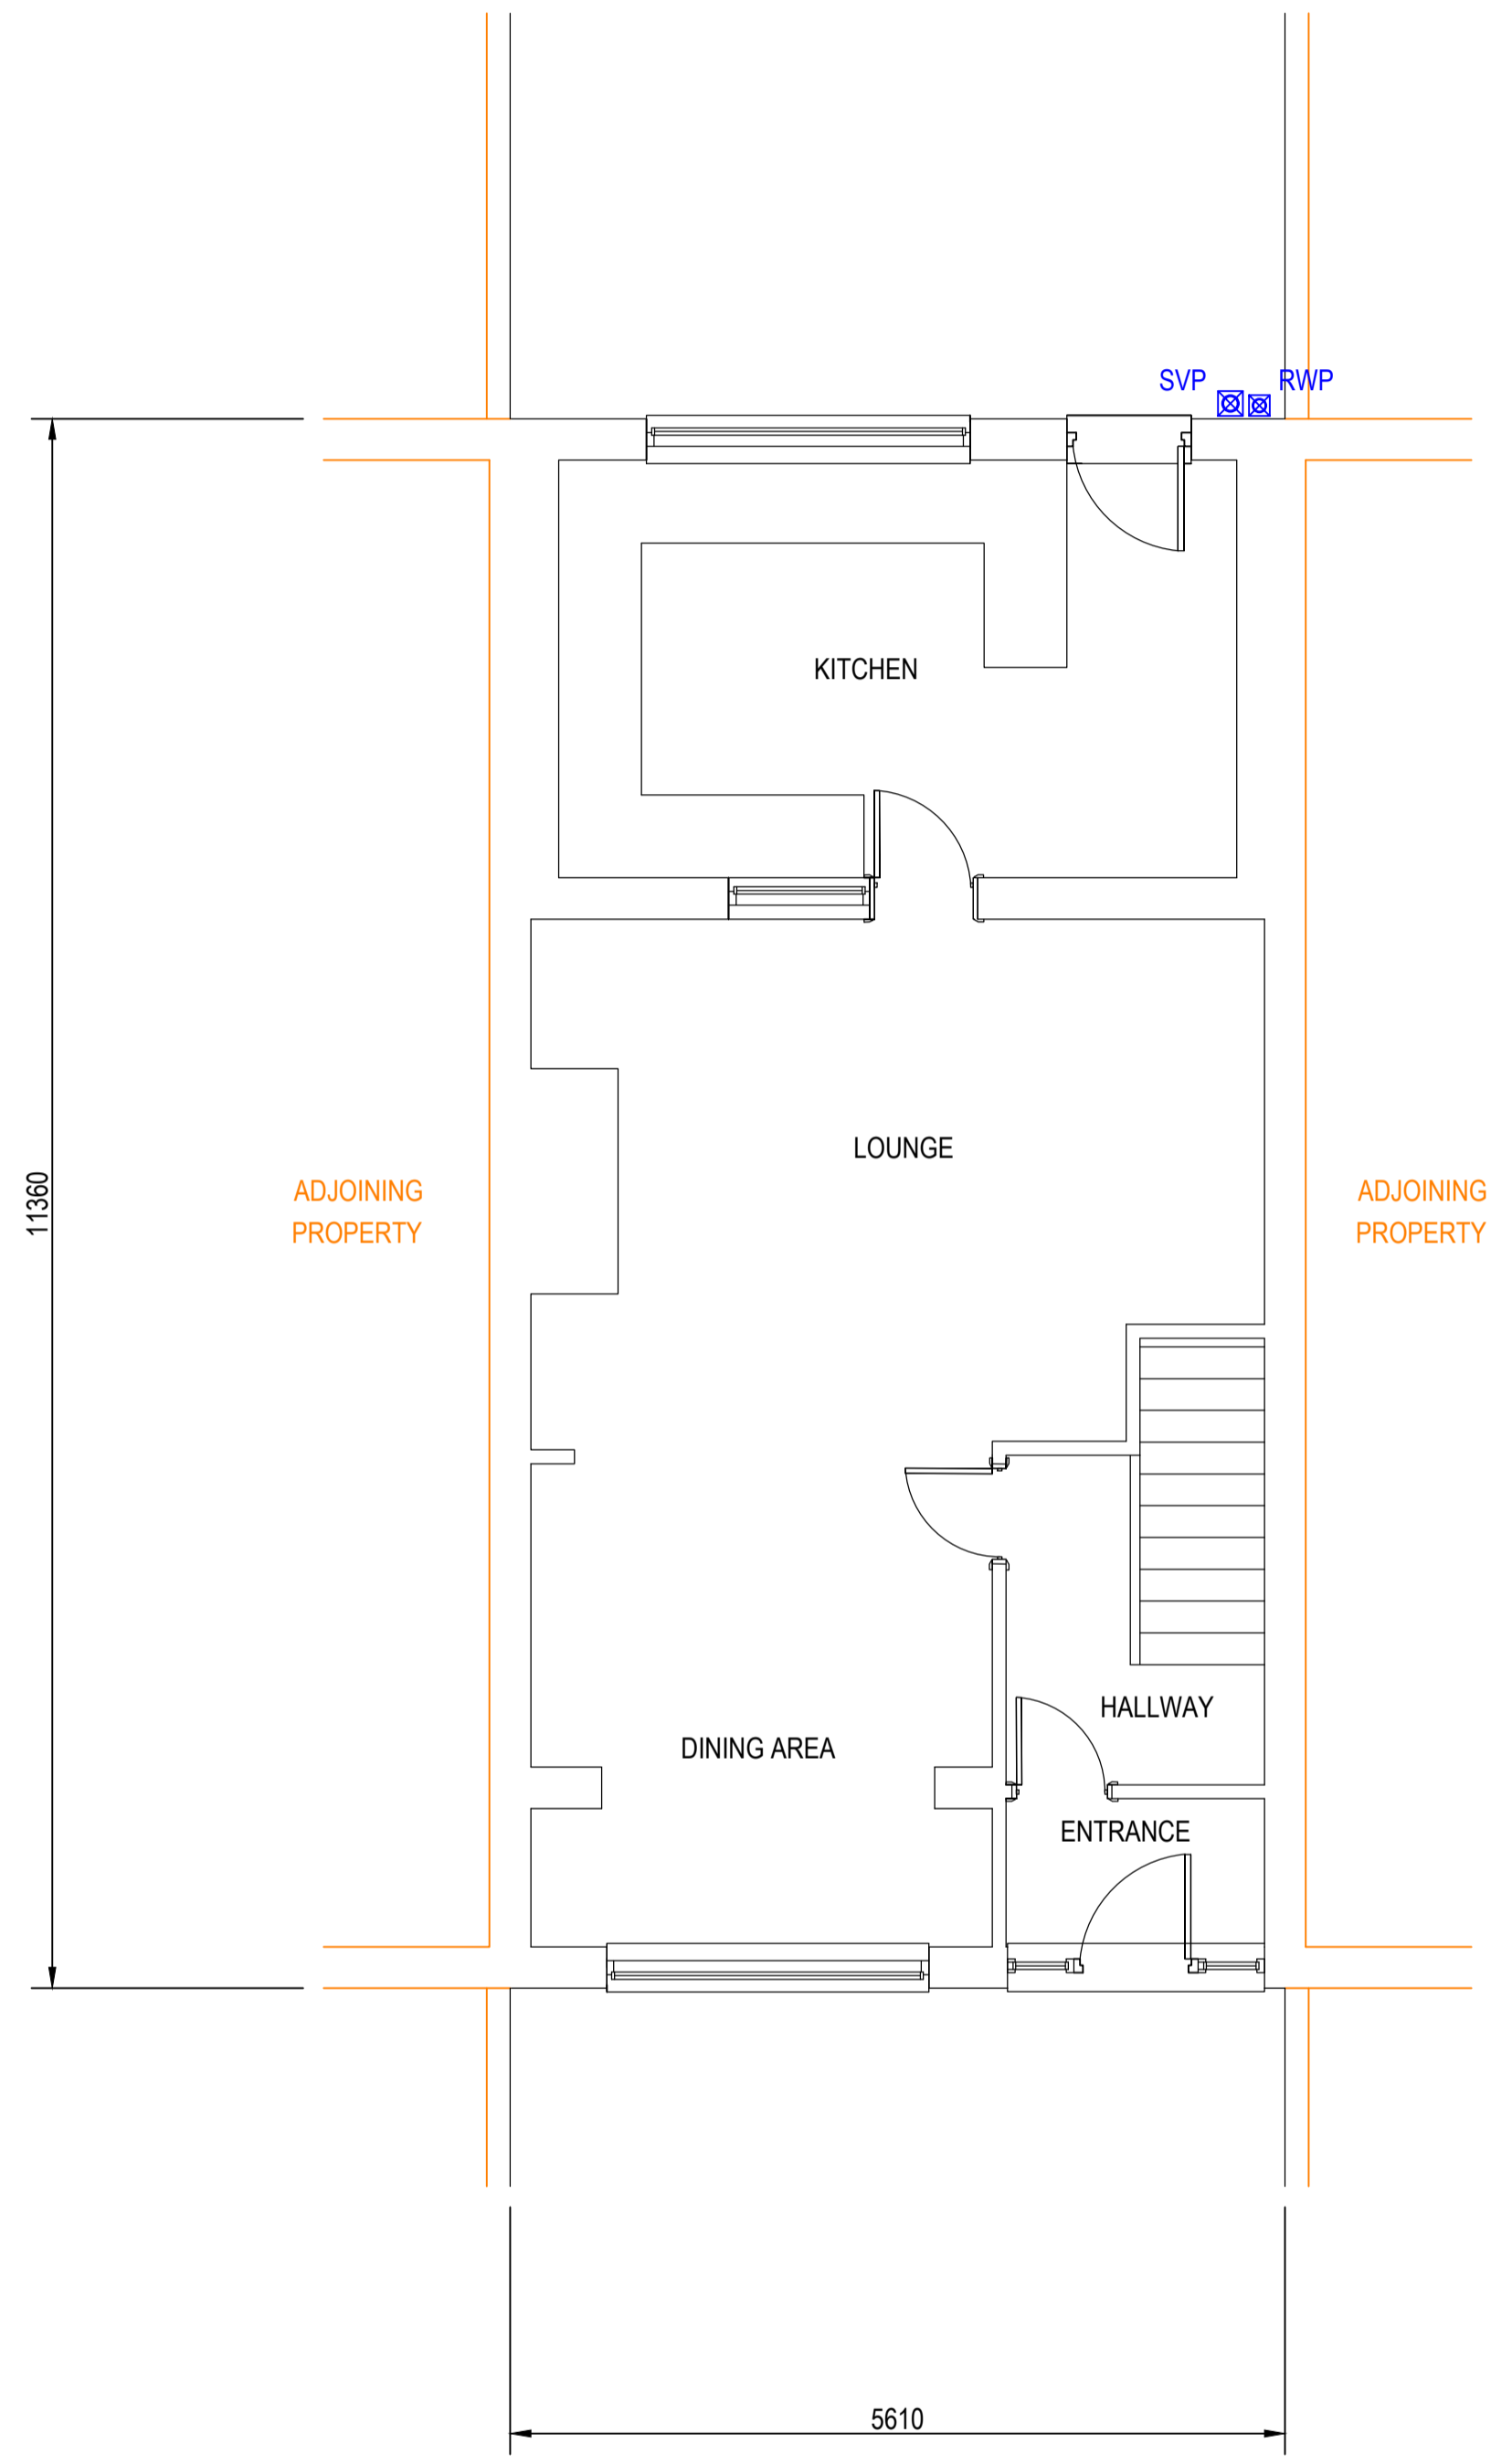 SVP
RWP
KITCHEN
LOUNGE
11360
ADJOINING
PROPERTY
ADJOINING
PROPERTY
HALLWAY
DINING AREA
ENTRANCE
5610